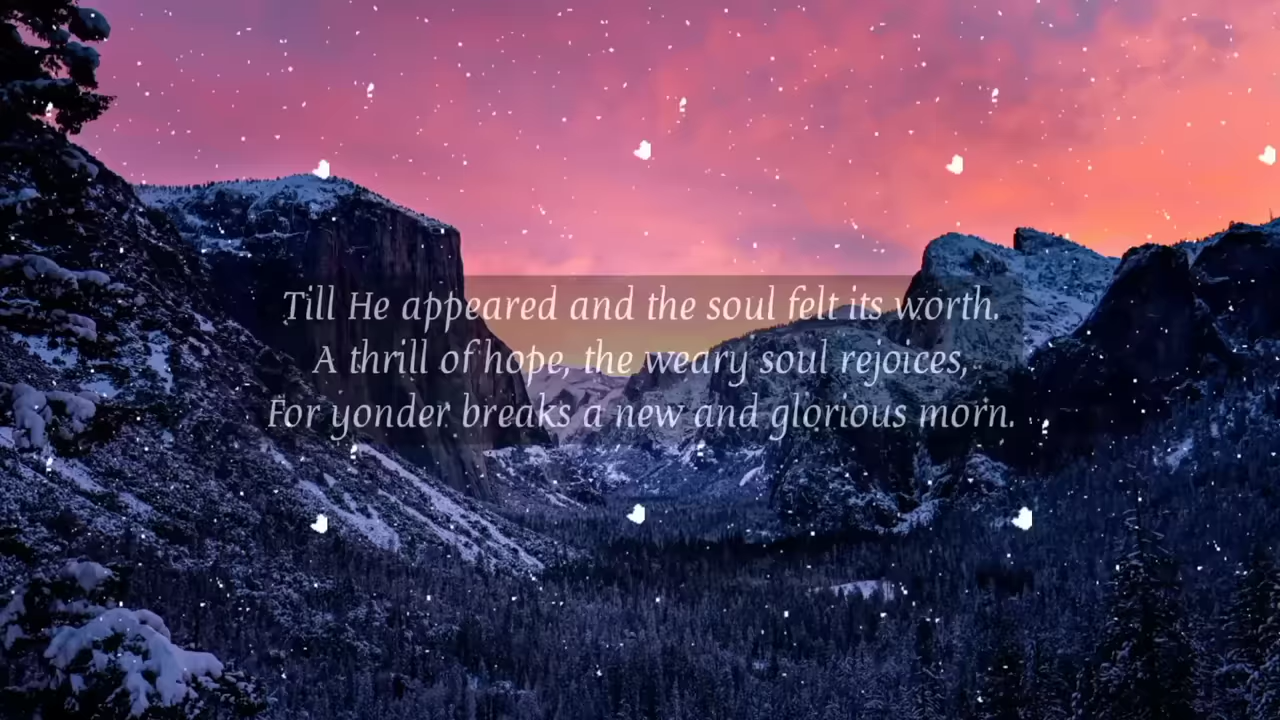 Till He appeared and the soul felt its worth.
A thrill of hope, the weary soul rejoices,
For yonder breaks a new and glorious morn.